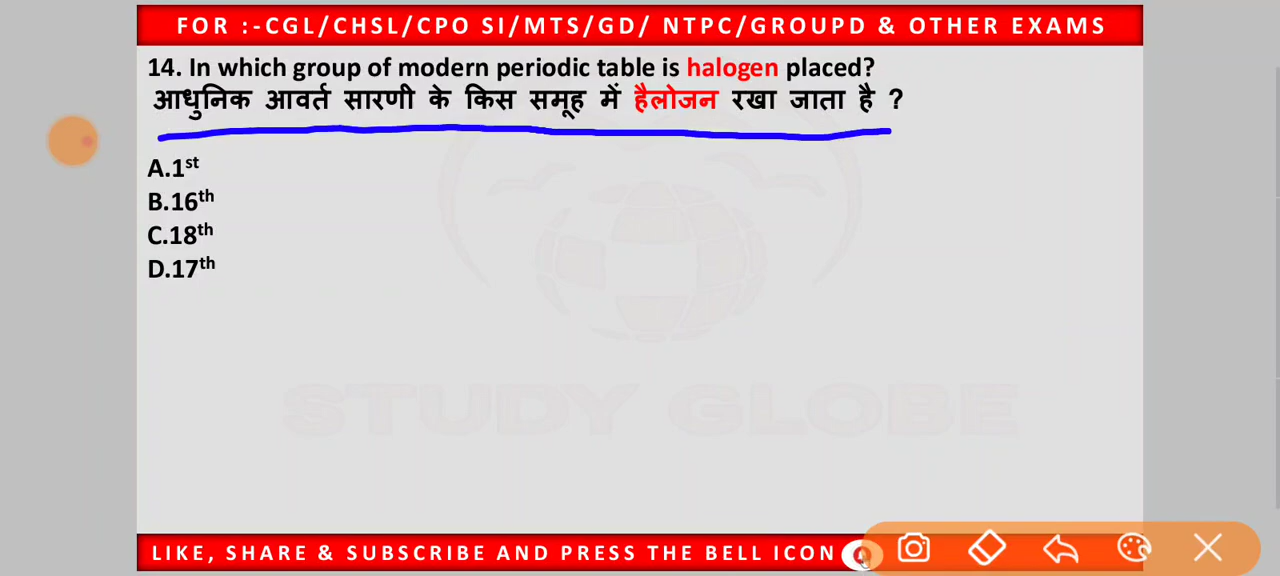 FOR :-CGL/CHSL/CPO SI/MTS/GD/ NTPC/GROUPD & OTHER EXAMS
14. In which group of modern periodic table is halogen placed?
आधुनिक आवर्त सारणी के किस समूह में हैलोजन रखा जाता है ?
A.1st
B.16th
C.18th
D.17th
STUDY GLOBE
LIKE, SHARE & SUBSCRIBE AND PRESS THE BELL ICON